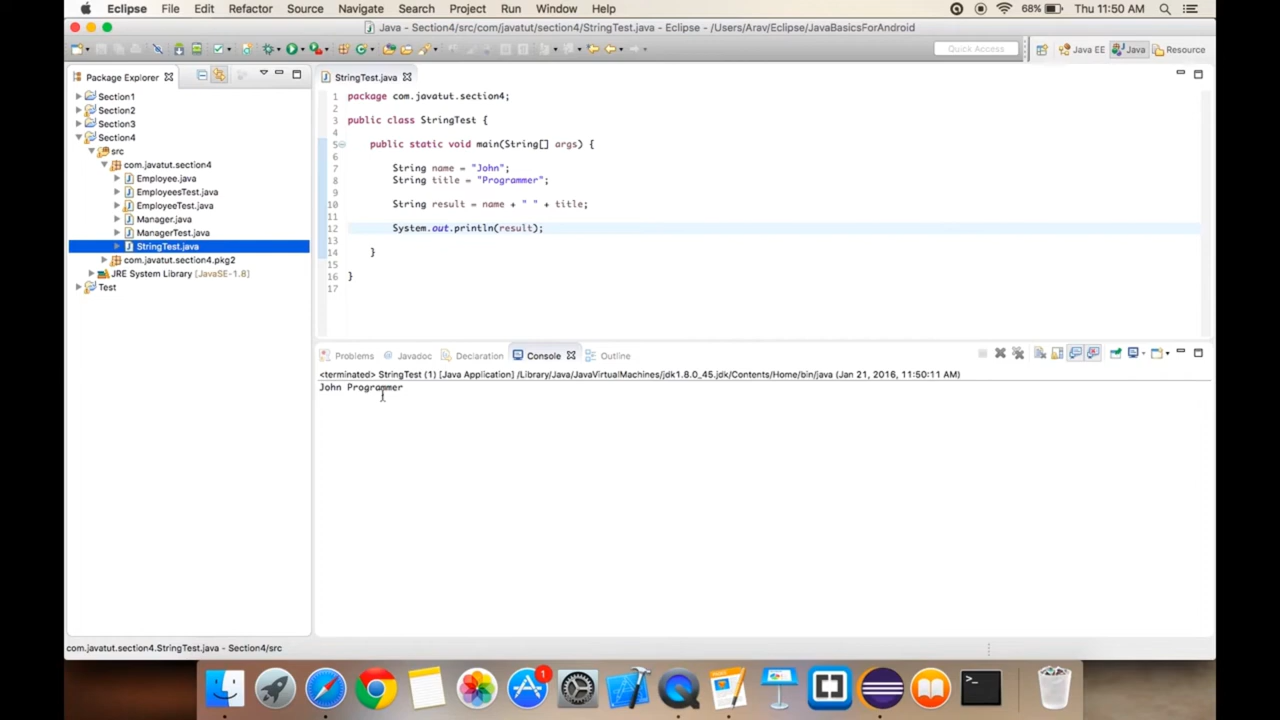 Eclipse File Edit Refactor Source Navigate Search Project Run Window Help 68% Thu 11:50 AM
Java - Section4/src/com/javatut/section4/StringTest.java - Eclipse - /Users/Arav/Eclipse/JavaBasicsForAndroid
Quick Access Java EE Java Resource
Package Explorer
Section1
Section2
Section3
Section4
src
com.javatut.section4
Employee.java
EmployeesTest.java
EmployeeTest.java
Manager.java
ManagerTest.java
StringTest.java
com.javatut.section4.pkg2
JRE System Library [JavaSE-1.8]
Test
StringTest.java
1 package com.javatut.section4;
2
3 public class StringTest {
4
5 public static void main(String[] args) {
6
7 String name = "John";
8 String title = "Programmer";
9
10 String result = name + " " + title;
11
12 System.out.println(result);
13
14 }
15
16 }
17
Problems Javadoc Declaration Console Outline
<terminated> StringTest (1) [Java Application] /Library/Java/JavaVirtualMachines/jdk1.8.0_45.jdk/Contents/Home/bin/java (Jan 21, 2016, 11:50:11 AM)
John Programmer
com.javatut.section4.StringTest.java - Section4/src
1
>_